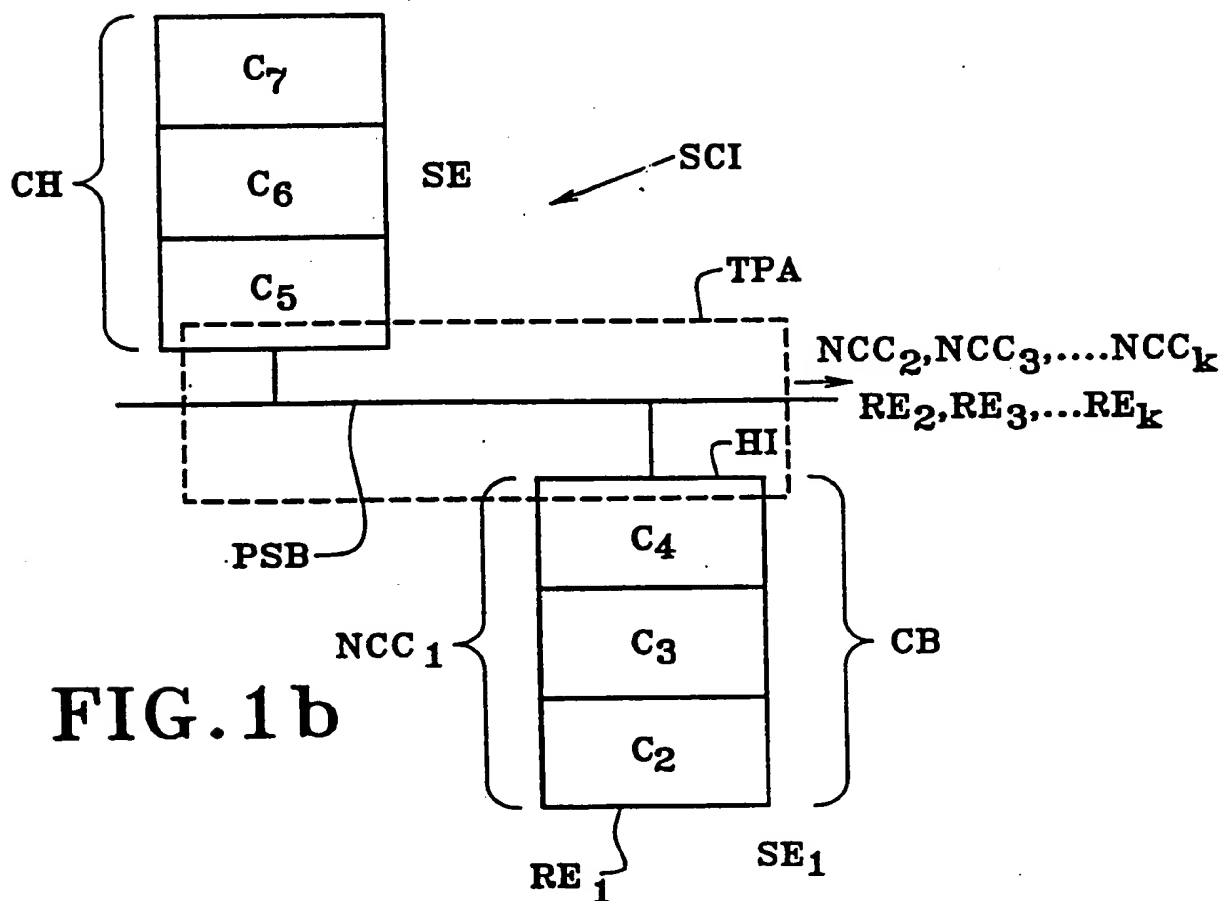 C7
SCI
CH
C6
SE
C5
TPA
NCC2,NCC3,....NCCk
RE2,RE3,...REk
HI
C4
PSB
NCC1
C3
CB
FIG.1b
C2
SE1
RE1